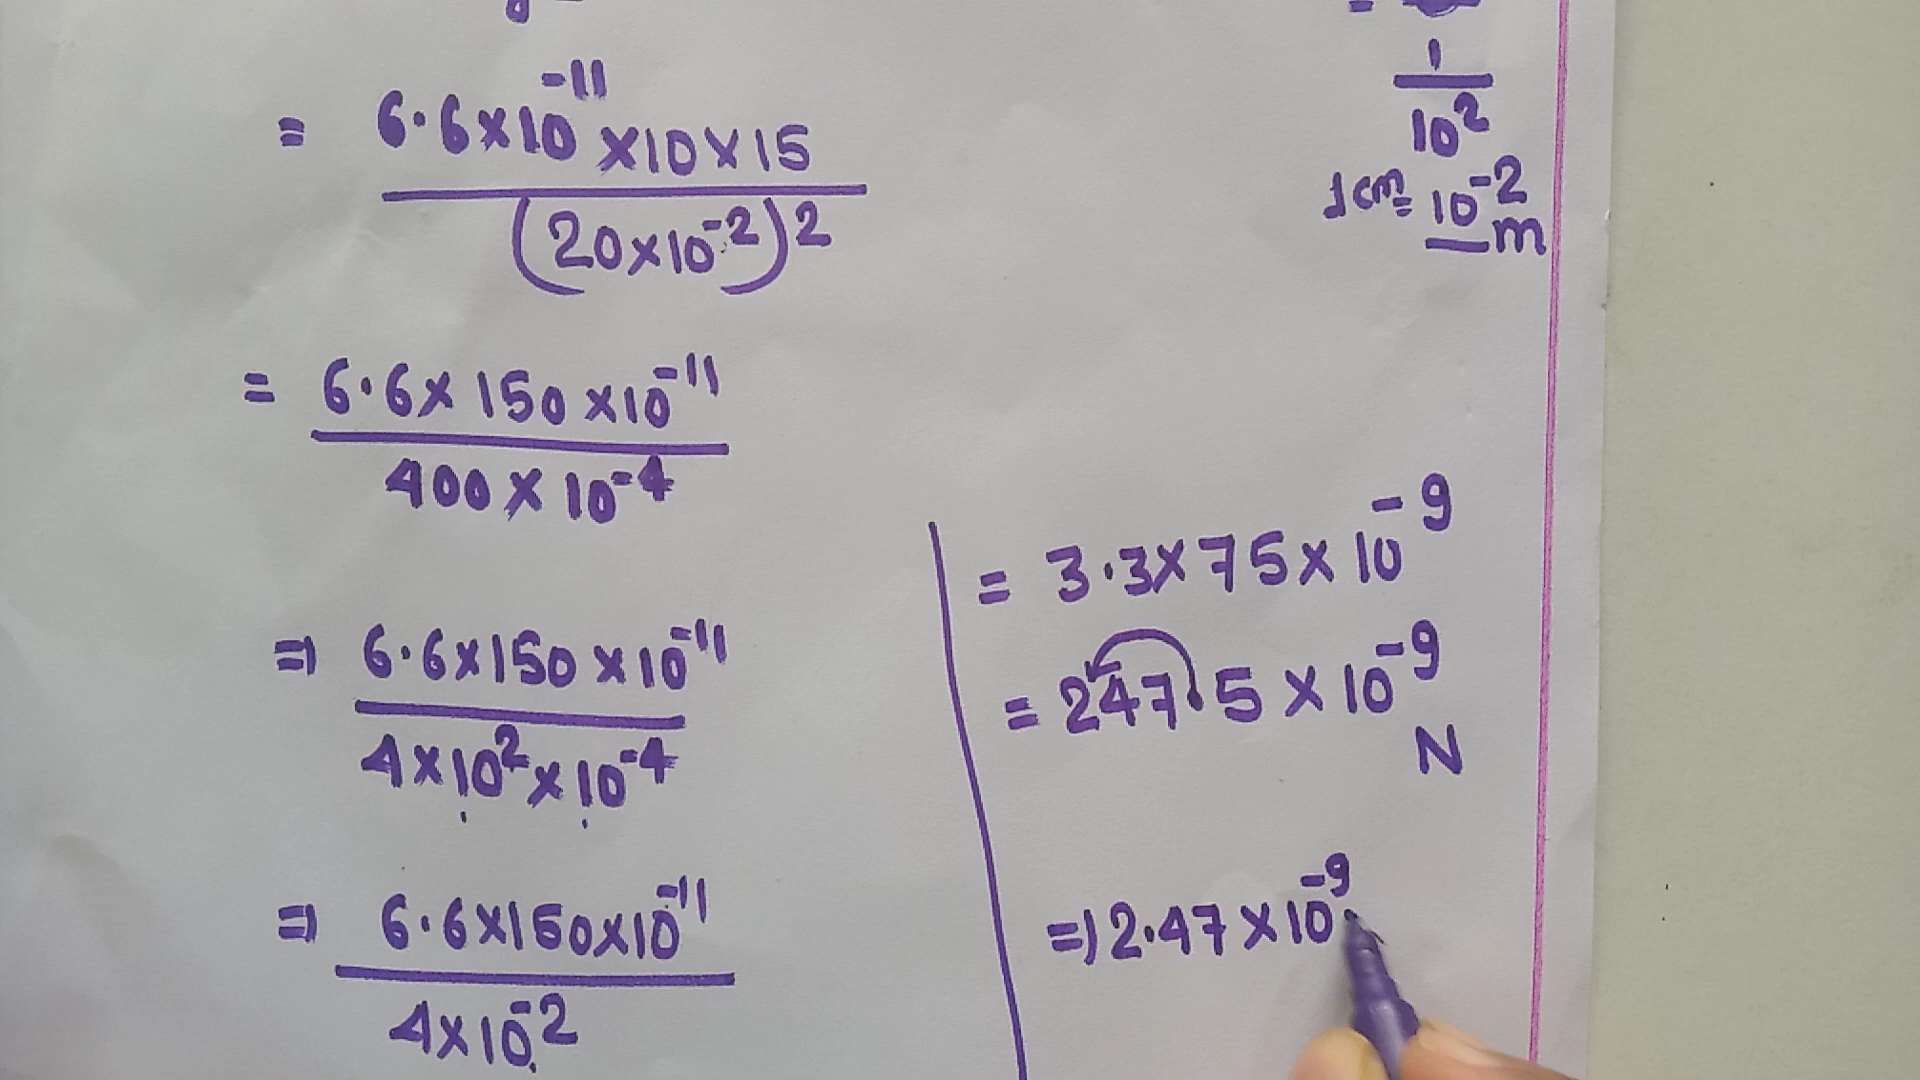 = 6.6×10⁻¹¹ ×10×15
(20×10⁻²)²
= 6.6× 150 ×10⁻¹¹
400 × 10⁻⁴
⇒ 6.6×150 ×10⁻¹¹
4×10²×10⁻⁴
⇒ 6.6×150×10⁻¹¹
4×10⁻²
1
10²
1cm = 10⁻² m
= 3.3×75×10⁻⁹
= 247.5 ×10⁻⁹
N
⇒ 2.47 ×10⁻⁹